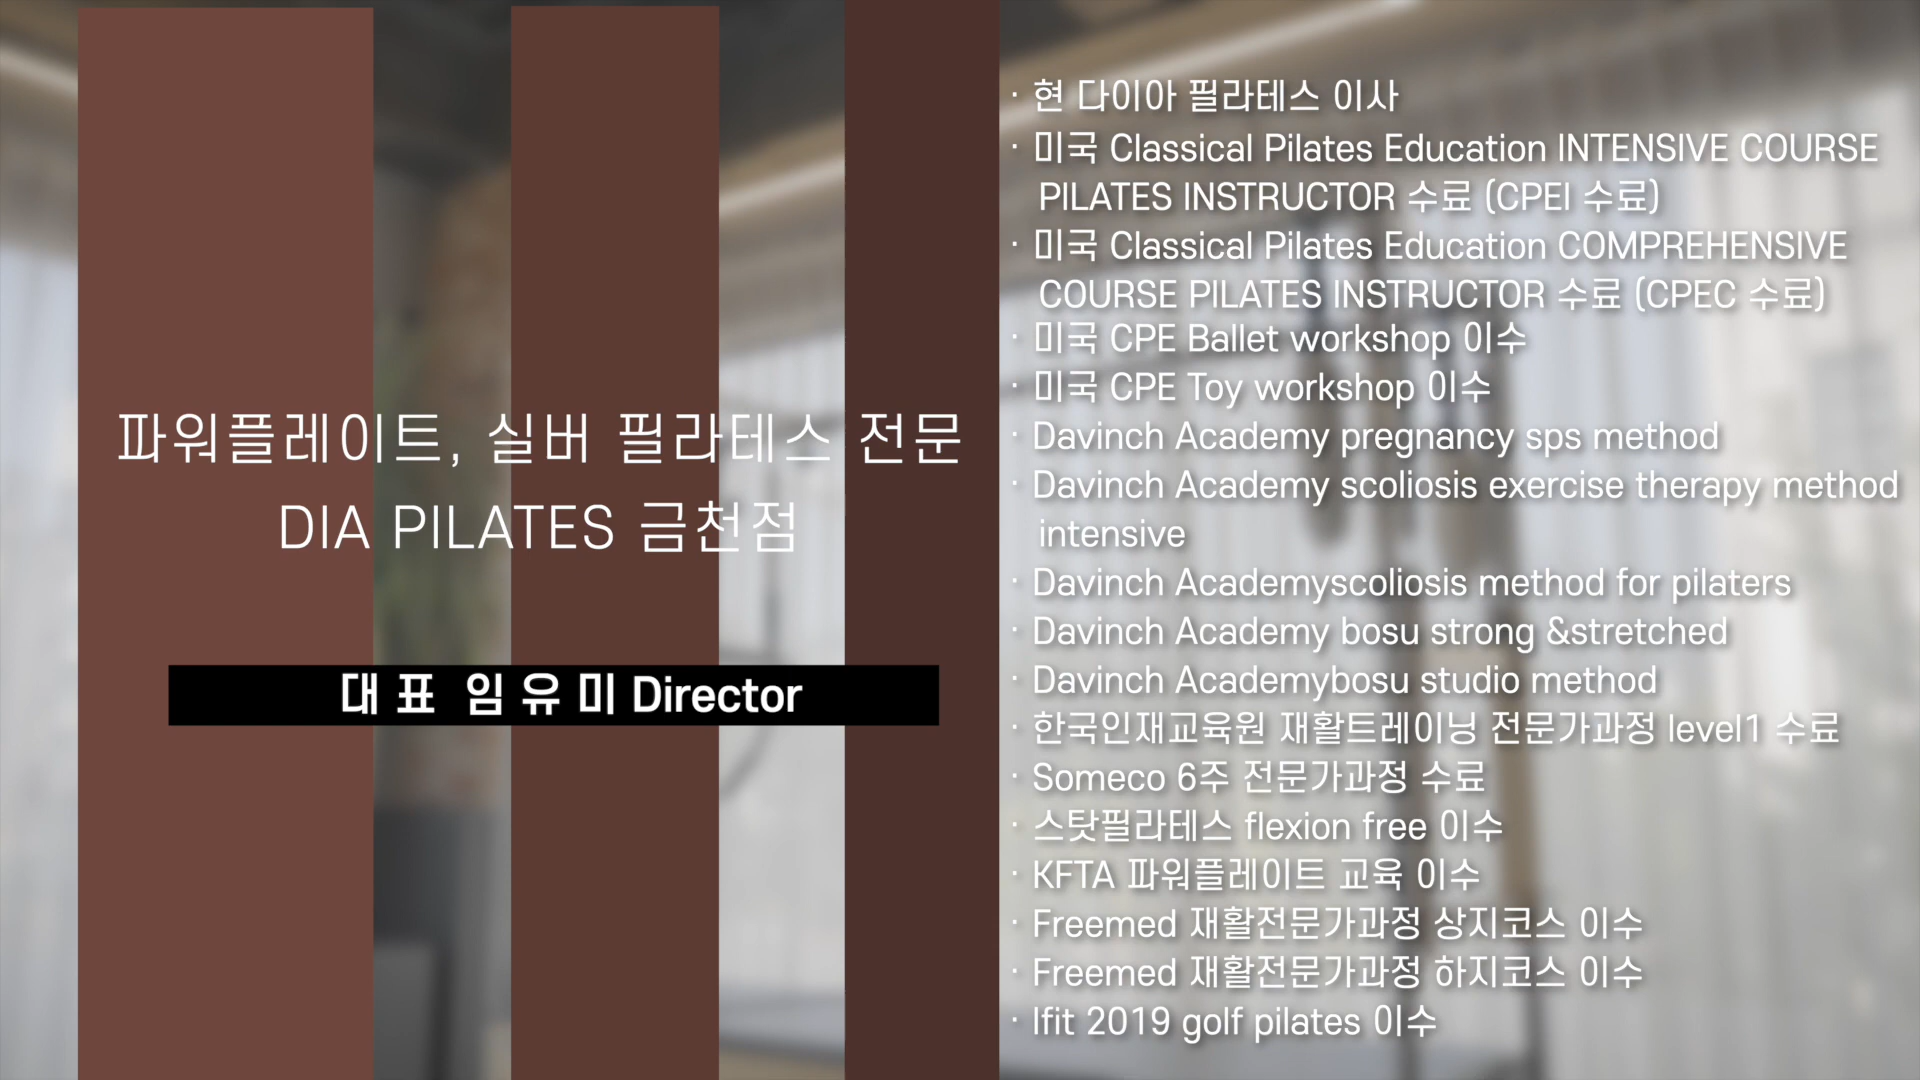 파워플레이트, 실버 필라테스 전문
DIA PILATES 금천점
대 표 임 유 미 Director
· 현 다이아 필라테스 이사
· 미국 Classical Pilates Education INTENSIVE COURSE
PILATES INSTRUCTOR 수료 (CPEI 수료)
· 미국 Classical Pilates Education COMPREHENSIVE
COURSE PILATES INSTRUCTOR 수료 (CPEC 수료)
· 미국 CPE Ballet workshop 이수
· 미국 CPE Toy workshop 이수
· Davinch Academy pregnancy sps method
· Davinch Academy scoliosis exercise therapy method
intensive
· Davinch Academyscoliosis method for pilaters
· Davinch Academy bosu strong &stretched
· Davinch Academybosu studio method
· 한국인재교육원 재활트레이닝 전문가과정 level1 수료
· Someco 6주 전문가과정 수료
· 스탓필라테스 flexion free 이수
· KFTA 파워플레이트 교육 이수
· Freemed 재활전문가과정 상지코스 이수
· Freemed 재활전문가과정 하지코스 이수
· Ifit 2019 golf pilates 이수